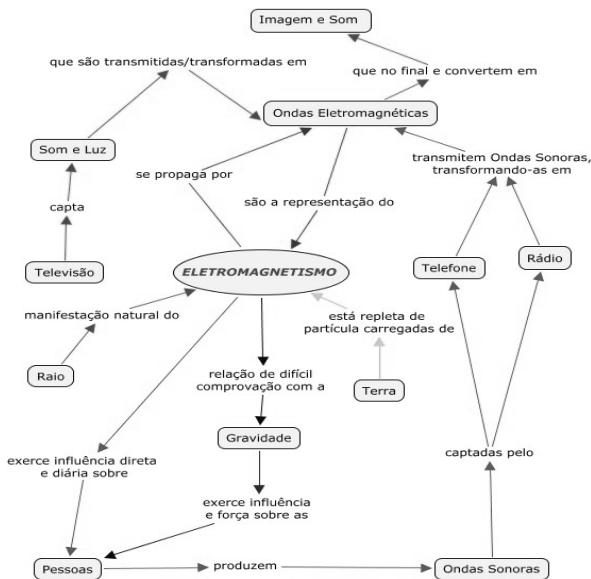 Imagem e Som
que são transmitidas/transformadas em
que no final e convertem em
Ondas Eletromagnéticas
Som e Luz
transmitem Ondas Sonoras,
transformando-as em
se propaga por
capta
são a representação do
Televisão
ELETROMAGNETISMO
Telefone
Rádio
manifestação natural do
está repleta de
partícula carregadas de
Raio
relação de difícil
comprovação com a
Terra
Gravidade
exerce influência direta
e diária sobre
captadas pelo
exerce influência
e força sobre as
Pessoas
produzem
Ondas Sonoras